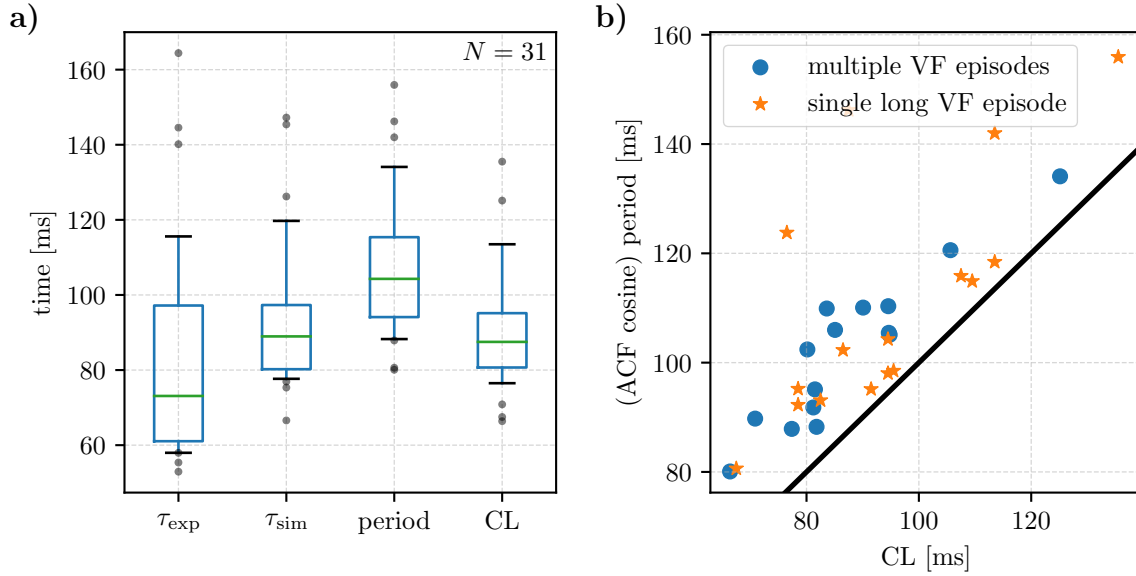 a)
N = 31
time [ms]
160
140
120
100
80
60
τexp
τsim
period
CL
b)
multiple VF episodes
single long VF episode
(ACF cosine) period [ms]
160
140
120
100
80
80
100
120
CL [ms]